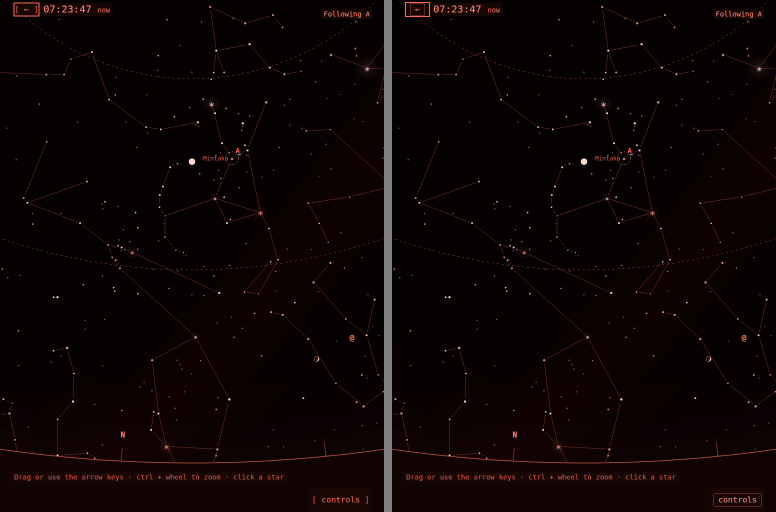 [ ← ] 07:23:47 now
Following A
A
Mintaka
@
N
Drag or use the arrow keys · ctrl + wheel to zoom · click a star
[ controls ]
← 07:23:47 now
Following A
A
Mintaka
@
N
Drag or use the arrow keys · ctrl + wheel to zoom · click a star
controls